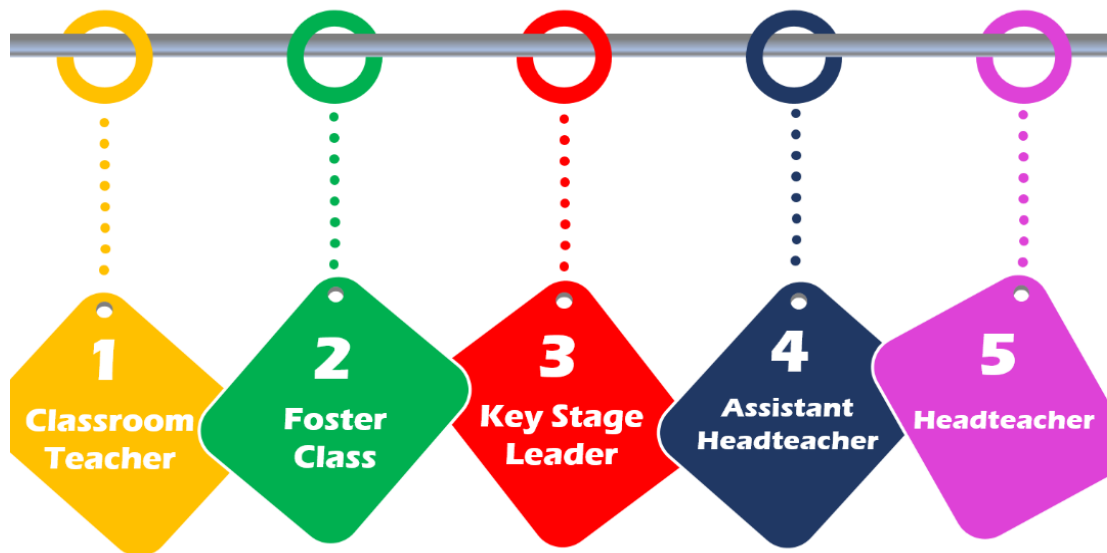 1
Classroom
Teacher
2
Foster
Class
3
Key Stage
Leader
4
Assistant
Headteacher
5
Headteacher